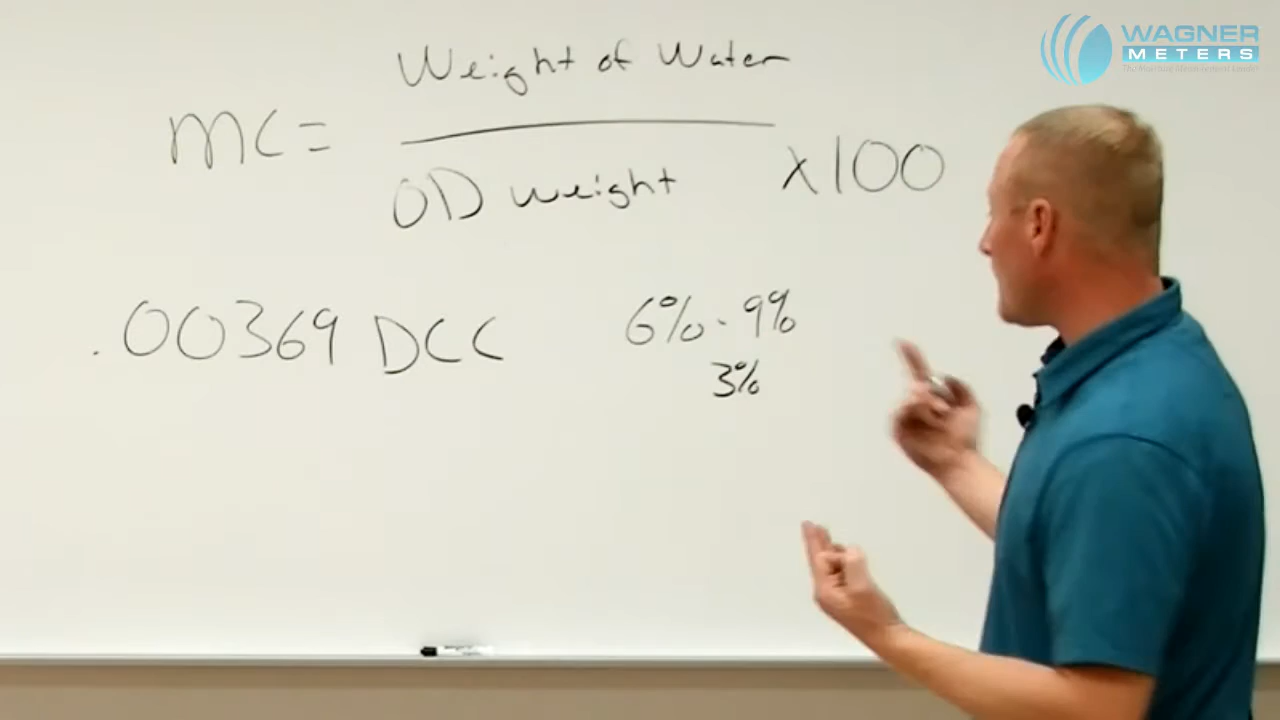 WAGNER
METERS
Weight of Water
MC =
OD weight
x100
.00369 DCC
6% - 9%
3%